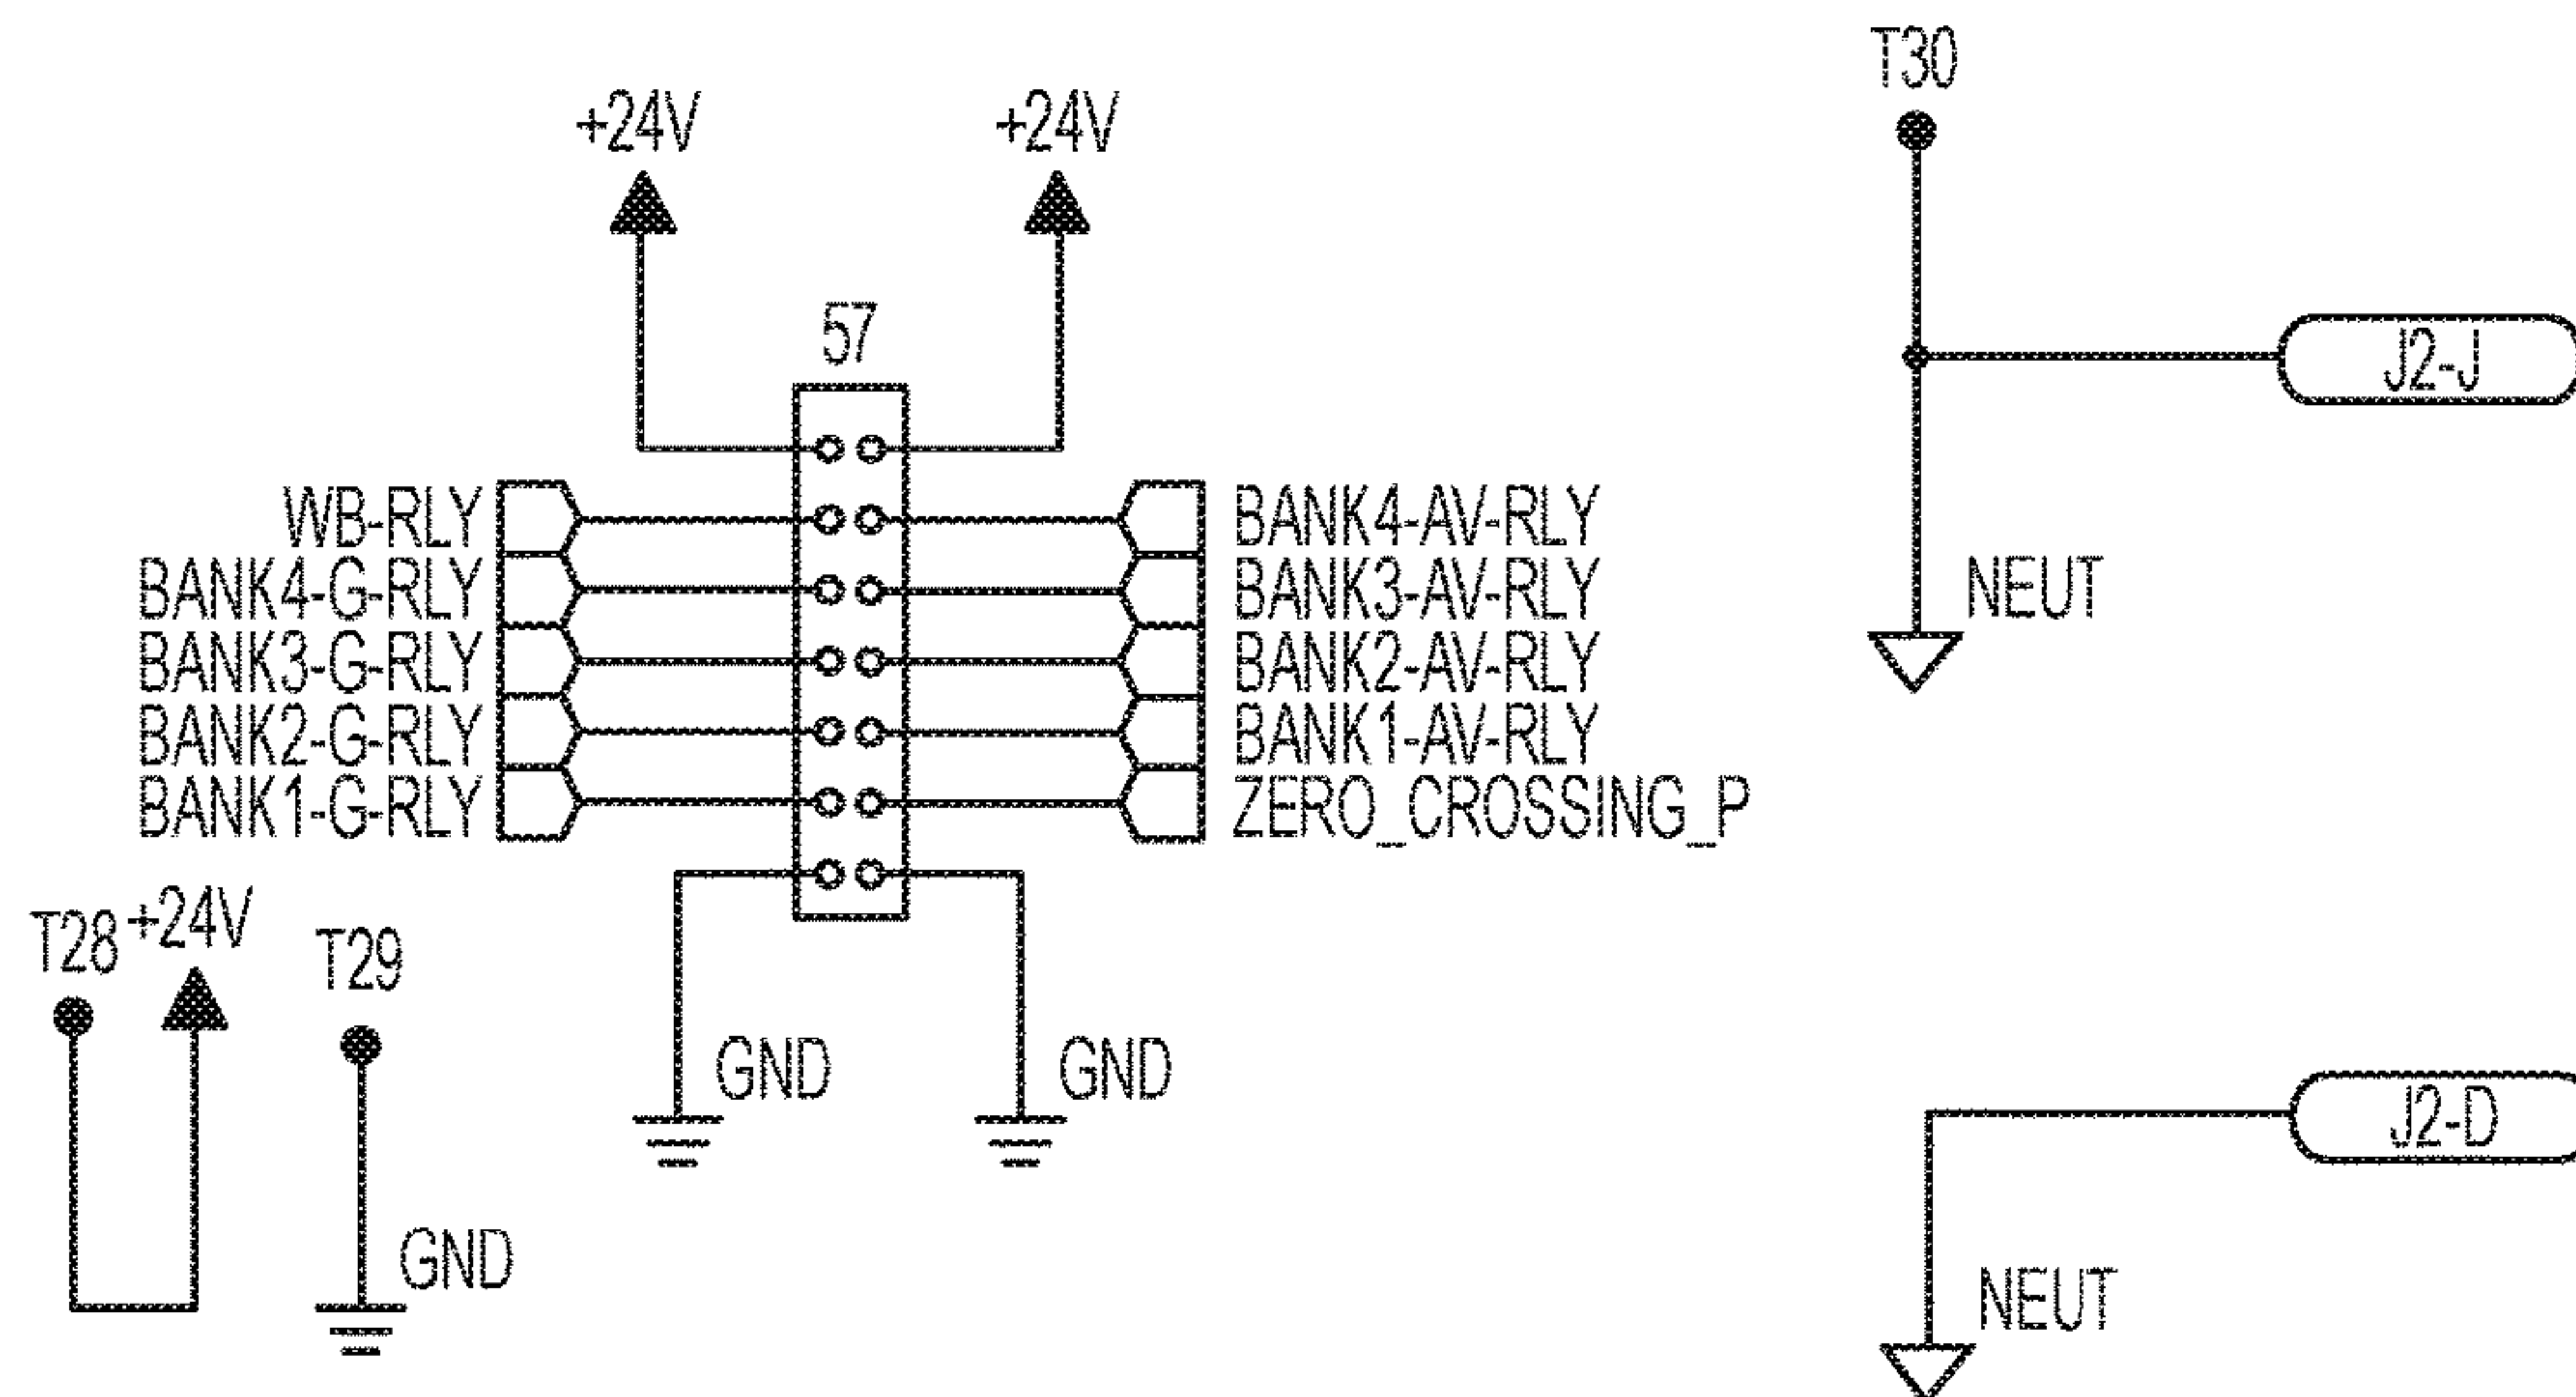 T30
+24V
+24V
57
J2-J
WB-RLY
BANK4-AV-RLY
BANK4-G-RLY
BANK3-AV-RLY
NEUT
BANK3-G-RLY
BANK2-AV-RLY
BANK2-G-RLY
BANK1-AV-RLY
BANK1-G-RLY
ZERO_CROSSING_P
T28
+24V
T29
GND
GND
J2-D
GND
NEUT